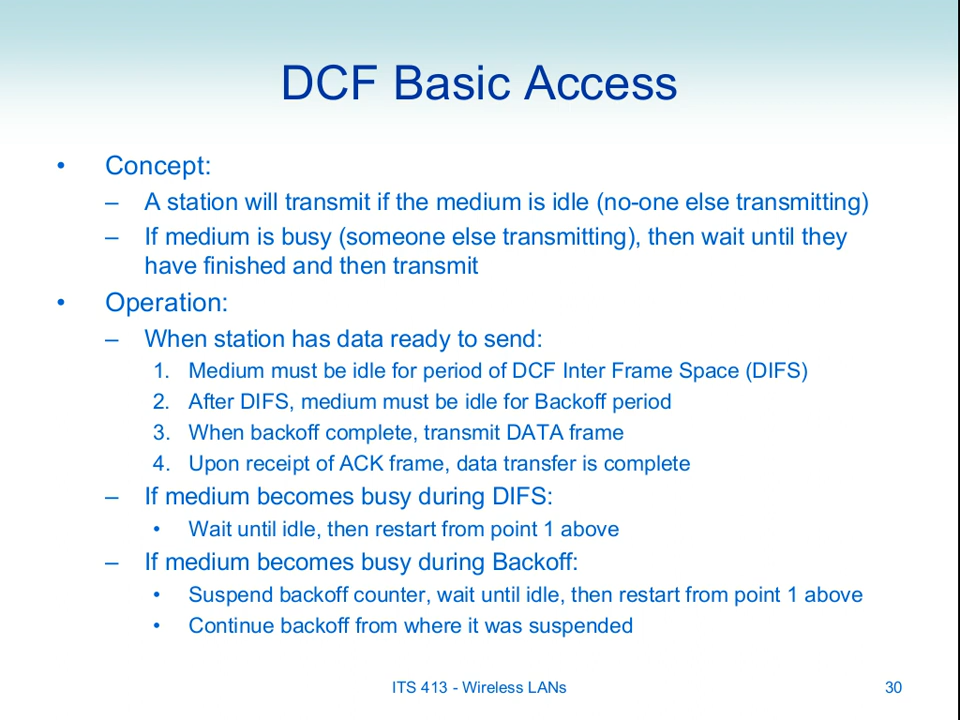 DCF Basic Access
• Concept:
– A station will transmit if the medium is idle (no-one else transmitting)
– If medium is busy (someone else transmitting), then wait until they
have finished and then transmit
• Operation:
– When station has data ready to send:
1. Medium must be idle for period of DCF Inter Frame Space (DIFS)
2. After DIFS, medium must be idle for Backoff period
3. When backoff complete, transmit DATA frame
4. Upon receipt of ACK frame, data transfer is complete
– If medium becomes busy during DIFS:
• Wait until idle, then restart from point 1 above
– If medium becomes busy during Backoff:
• Suspend backoff counter, wait until idle, then restart from point 1 above
• Continue backoff from where it was suspended
ITS 413 - Wireless LANs
30